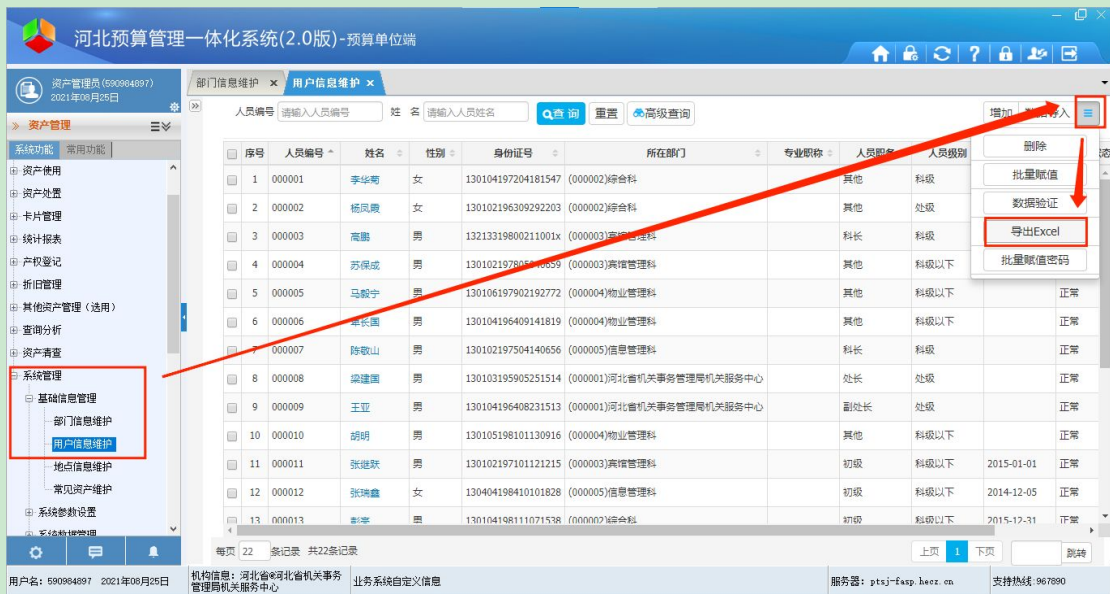 河北预算管理一体化系统(2.0版)-预算单位端
资产管理员(590984897)
2021年08月25日
资产管理
系统功能 常用功能
资产使用
资产处置
卡片管理
统计报表
产权登记
折旧管理
其他资产管理（选用）
查询分析
资产清查
系统管理
基础信息管理
部门信息维护
用户信息维护
地点信息维护
常见资产维护
系统参数设置
系统数据管理
部门信息维护 × 用户信息维护 ×
人员编号 请输入人员编号 姓 名 请输入人员姓名 查 询 重置 高级查询 增加
删除
批量赋值
数据验证
导出Excel
批量赋值密码
序号 人员编号 姓名 性别 身份证号 所在部门 专业职称 人员职务 人员级别
1 000001 李华菊 女 130104197204181547 (000002)综合科 其他 科级
2 000002 杨凤霞 女 130102196309292203 (000002)综合科 其他 处级
3 000003 高鹏 男 13213319800211001x (000003)宾馆管理科 科长 科级
4 000004 苏保成 男 (000003)宾馆管理科 其他 科级以下
5 000005 马毅宁 男 130106197902192772 (000004)物业管理科 其他 科级以下 正常
6 000006 男 130104196409141819 (000004)物业管理科 其他 科级以下 正常
7 000007 陈敬山 男 130102197504140656 (000005)信息管理科 科长 科级 正常
8 000008 梁建国 男 130103195905251514 (000001)河北省机关事务管理局机关服务中心 处长 处级 正常
9 000009 王亚 男 130104196408231513 (000001)河北省机关事务管理局机关服务中心 副处长 处级 正常
10 000010 胡明 男 130105198101130916 (000004)物业管理科 其他 科级以下 正常
11 000011 张继跃 男 130102197101121215 (000003)宾馆管理科 初级 科级以下 2015-01-01 正常
12 000012 张瑞鑫 女 130404198410101828 (000005)信息管理科 初级 科级以下 2014-12-05 正常
13 000013 男 130104198111071538 (000002)综合科 初级 科级以下 2015-12-31 正常
每页 22 条记录 共22条记录 上页 1 下页 跳转
用户名: 590984897 2021年08月25日
机构信息: 河北省@河北省机关事务
管理局机关服务中心
业务系统自定义信息
服务器: ptsj-fasp.hecz.cn
支持热线:967890